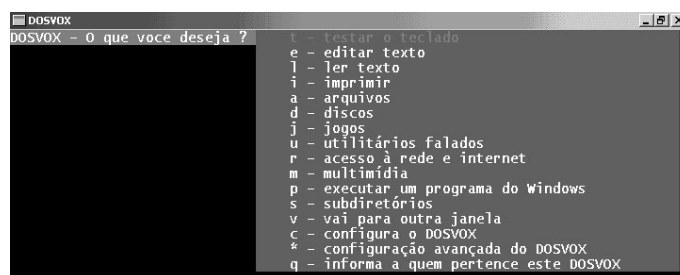 DOSVOX
DOSVOX - O que voce deseja ?
t - testar o teclado
e - editar texto
l - ler texto
i - imprimir
a - arquivos
d - discos
j - jogos
u - utilitários falados
r - acesso à rede e internet
m - multimídia
p - executar um programa do Windows
s - subdiretórios
v - vai para outra janela
c - configura o DOSVOX
* - configuração avançada do DOSVOX
q - informa a quem pertence este DOSVOX